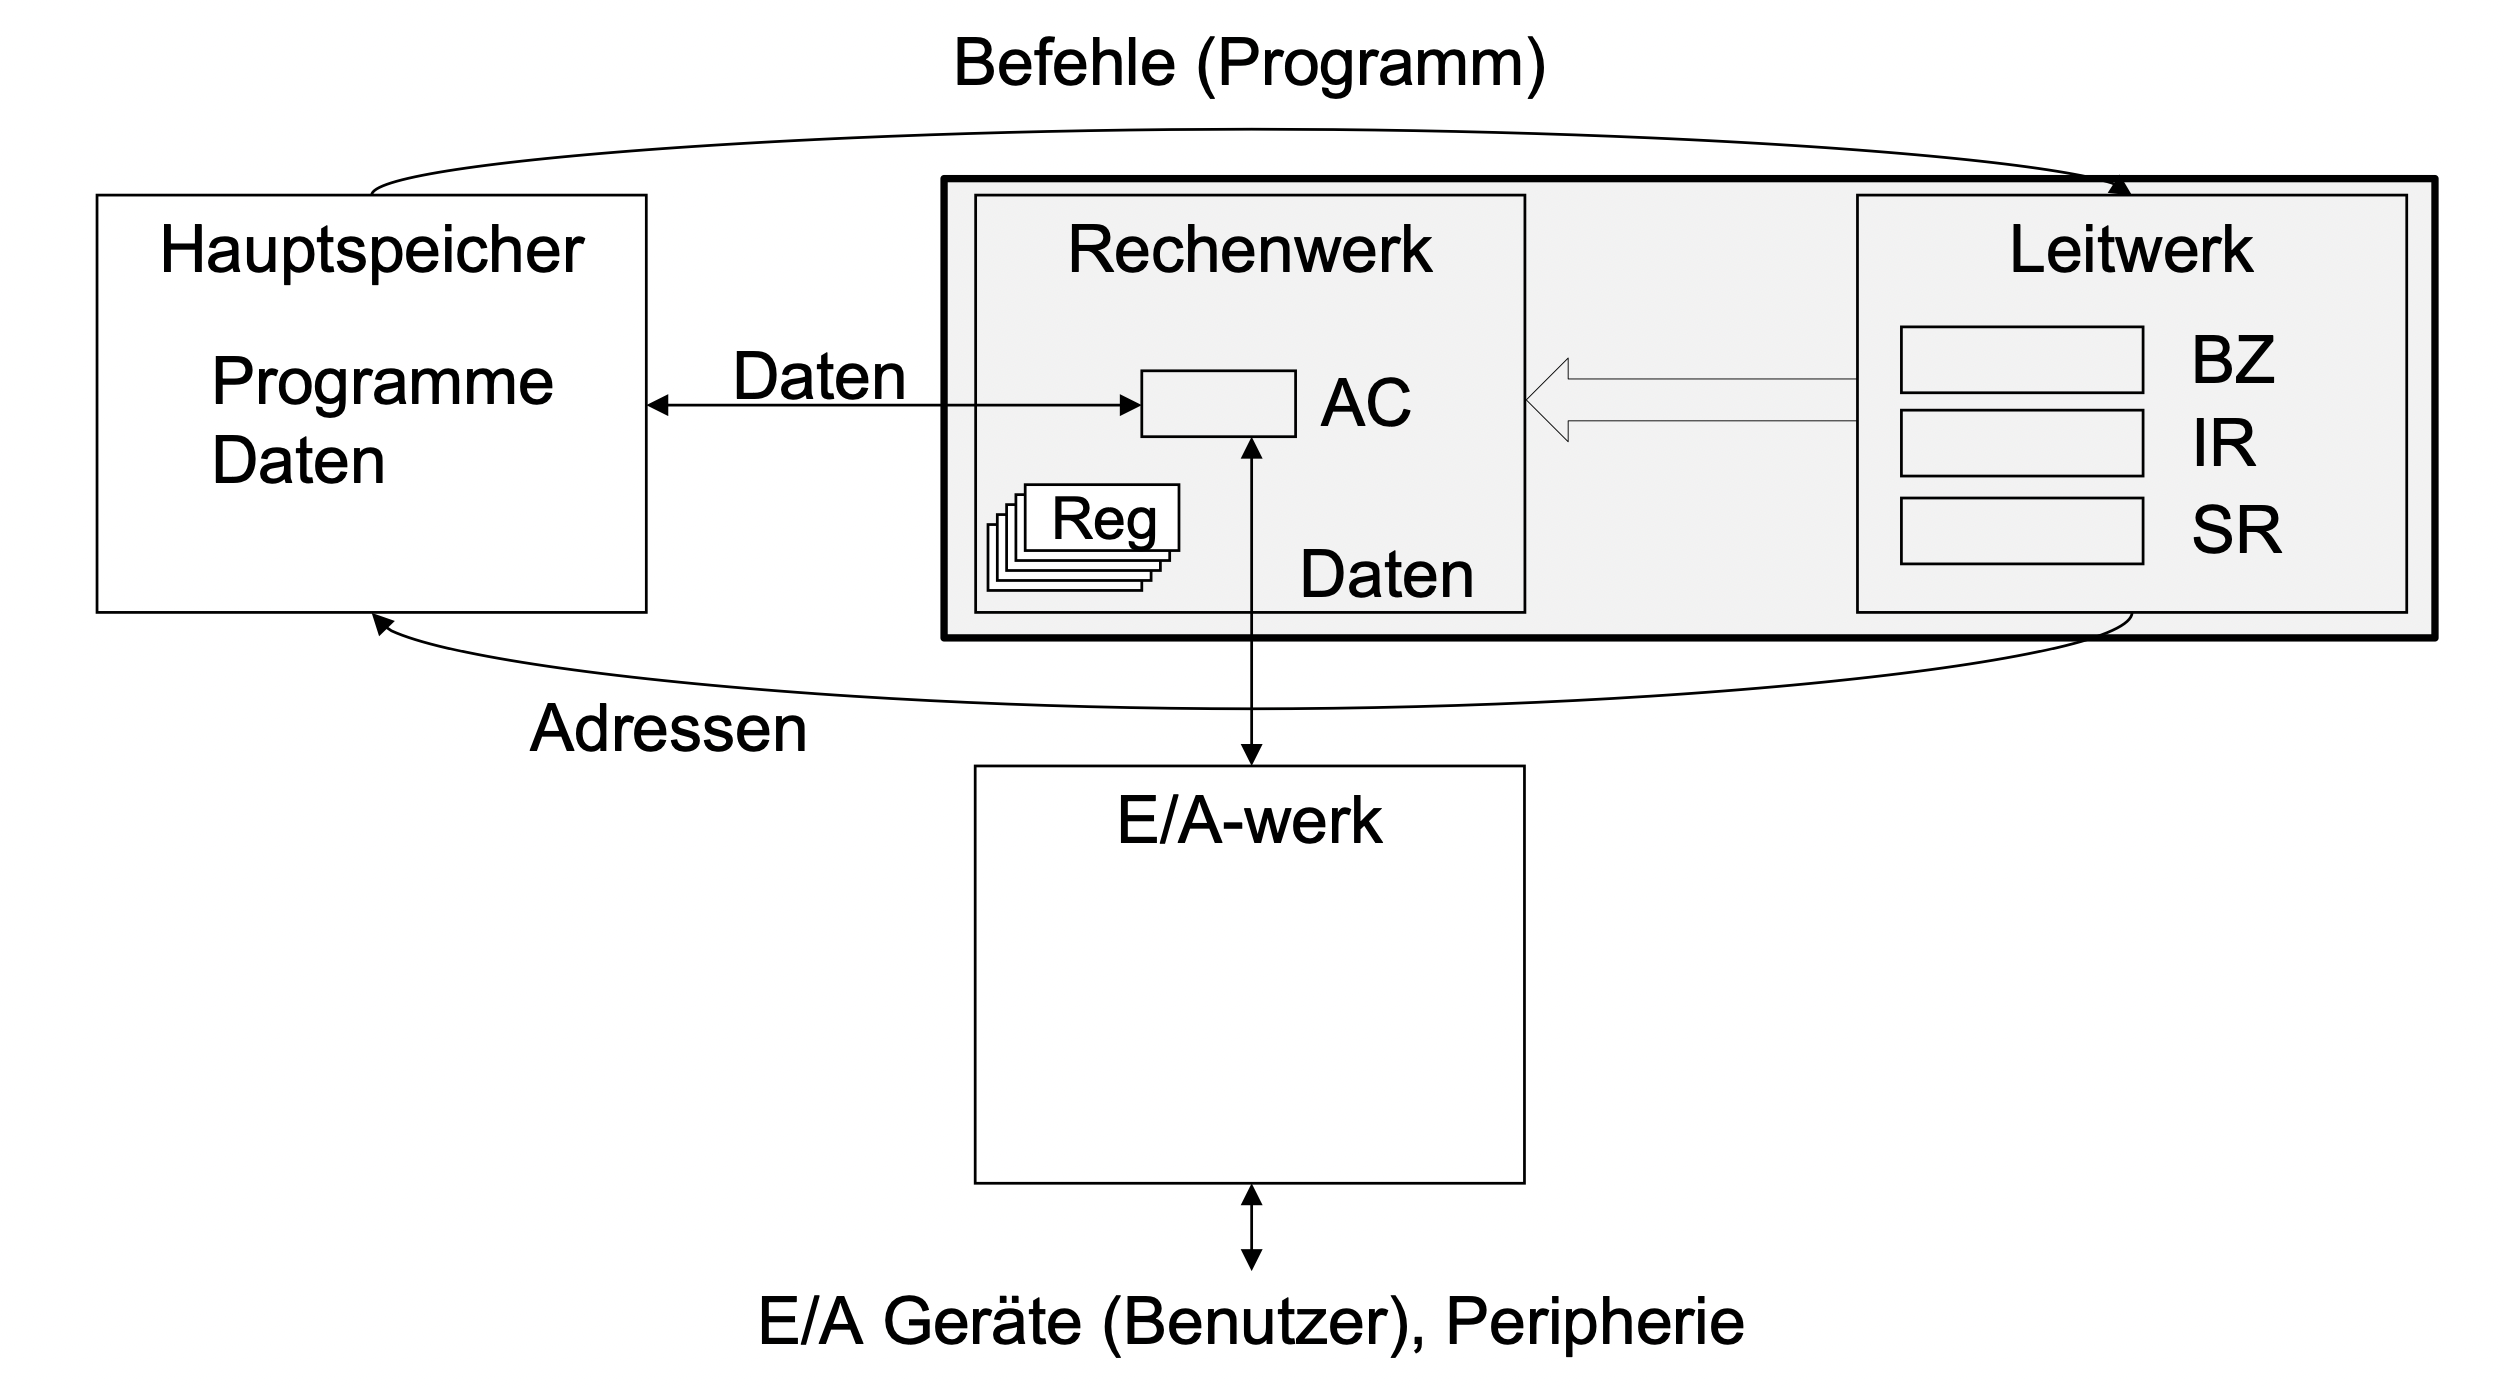 Befehle (Programm)
Hauptspeicher
Programme
Daten
Daten
Rechenwerk
AC
Reg
Daten
Leitwerk
BZ
IR
SR
Adressen
E/A-werk
E/A Geräte (Benutzer), Peripherie